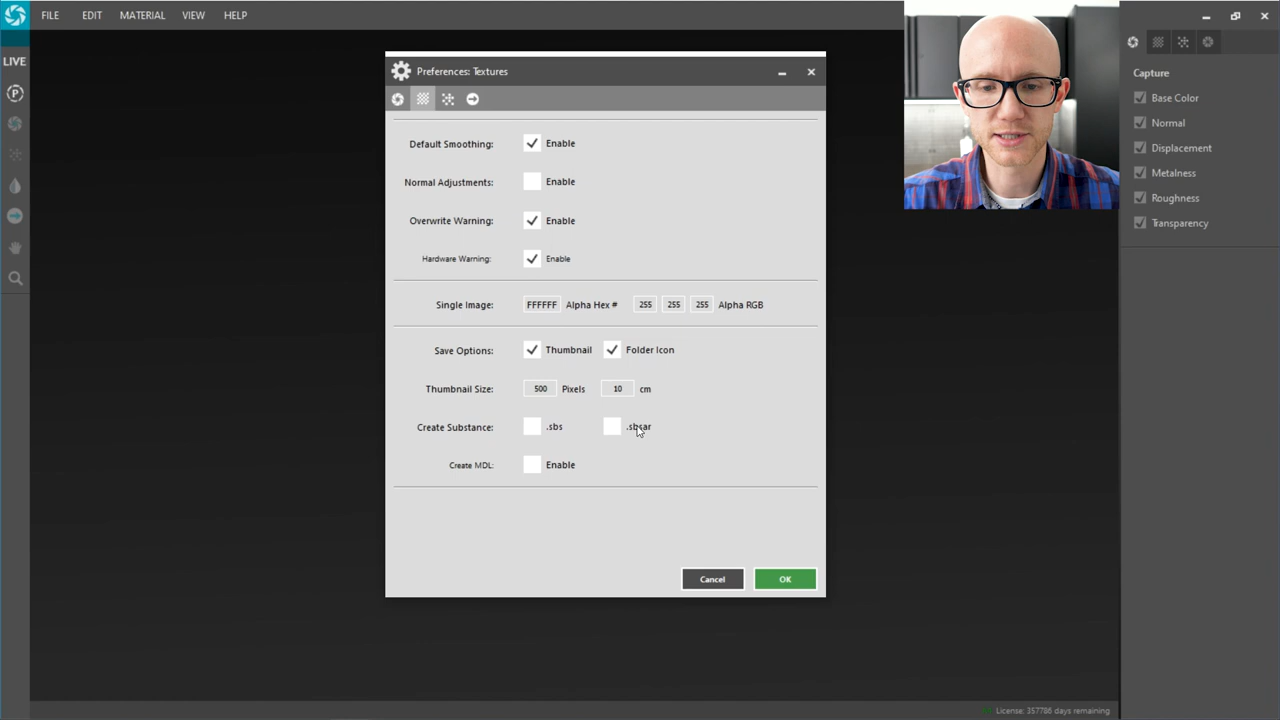 FILE EDIT MATERIAL VIEW HELP
LIVE
P
Preferences: Textures
Default Smoothing: Enable
Normal Adjustments: Enable
Overwrite Warning: Enable
Hardware Warning: Enable
Single Image: FFFFFF Alpha Hex # 255 255 255 Alpha RGB
Save Options: Thumbnail Folder Icon
Thumbnail Size: 500 Pixels 10 cm
Create Substance: .sbs .sbsar
Create MDL: Enable
Cancel OK
Capture
Base Color
Normal
Displacement
Metalness
Roughness
Transparency
License: 357786 days remaining